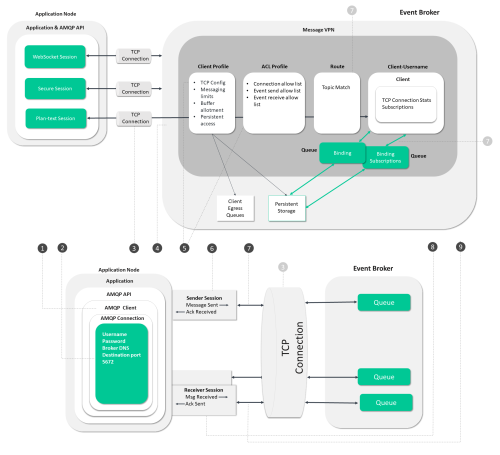 Application Node
Event Broker
Application & AMQP API
Message VPN
7
WebSocket Session
TCP
Connection
Secure Session
TCP
Connection
Plan-test Session
TCP
Connection
Client Profile
• TCP Config
• Messaging
limits
• Buffer
allotment
• Persistent
access
ACL Profile
• Connection allow list
• Event send allow list
• Event receive allow
list
Route
Topic Match
Client-Username
Client
TCP Connection Stats
Subscriptions
Queue
Binding
Binding
Subscriptions
Queue
Client
Egress
Queues
Persistent
Storage
1
2
3
4
5
6
7
8
9
Application Node
Application
AMQP API
AMQP Client
AMQP Connection
Username
Password
Broker DNS
Destination port
5672
Sender Session
Message Sent
Ack Received
Receiver Session
Msg Received
Ack Sent
TCP
Connection
Event Broker
Queue
Queue
Queue